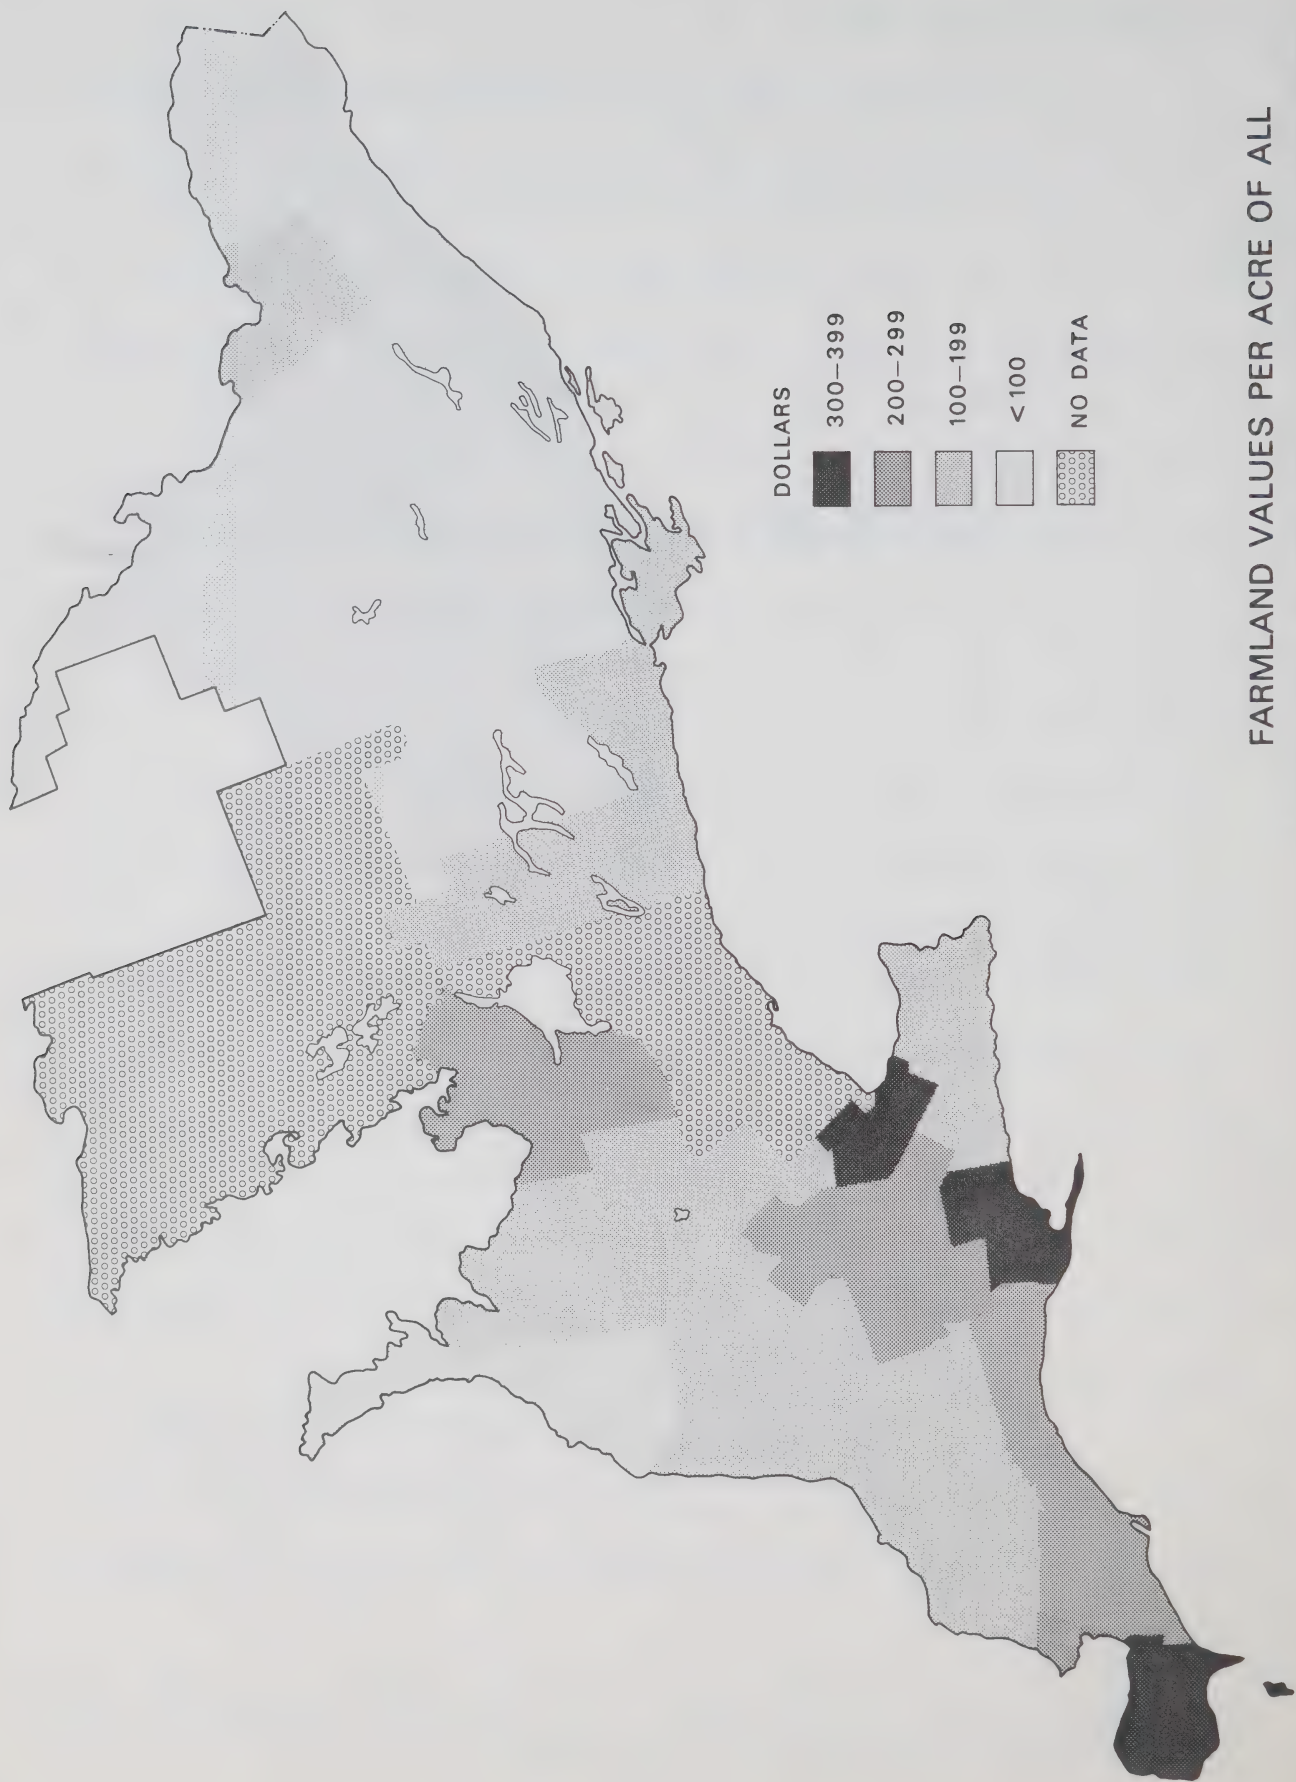 DOLLARS
300–399
200–299
100–199
<100
NO DATA
FARMLAND VALUES PER ACRE OF ALL